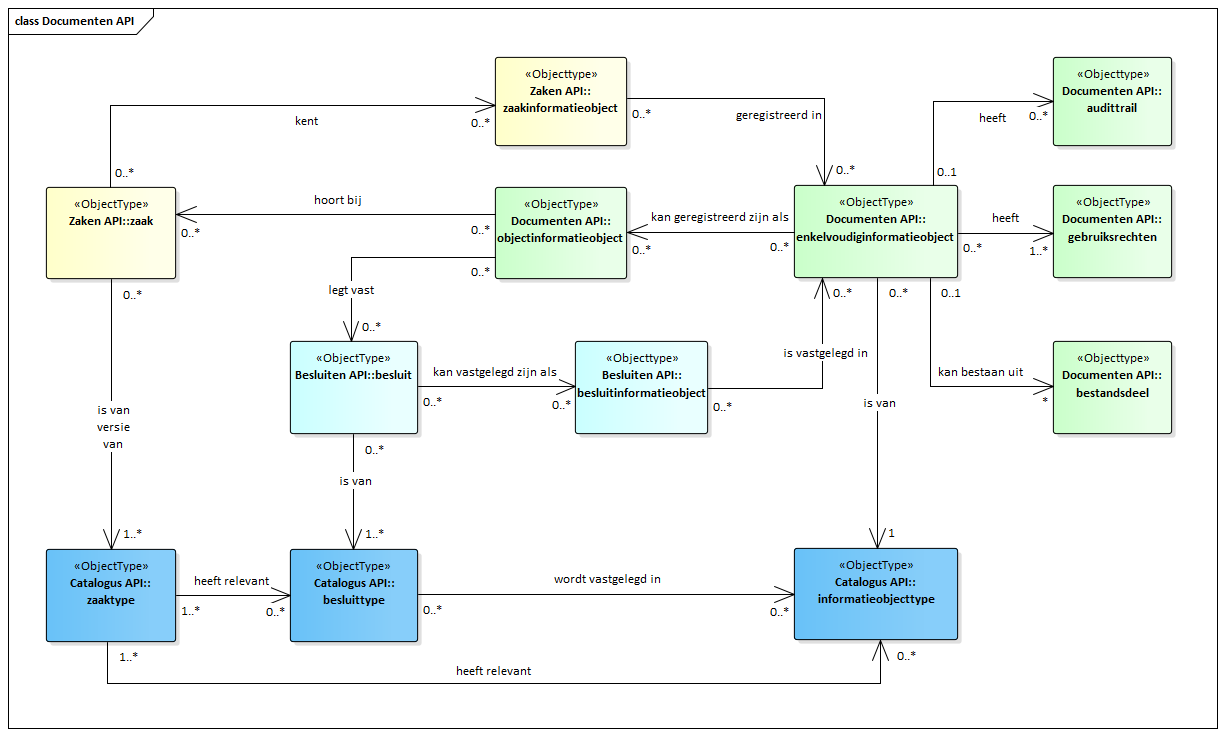 class Documenten API
«Objecttype»
Zaken API::
zaakinformatieobject
«Objecttype»
Documenten API::
audittrail
kent
0..*
0..*
geregistreerd in
heeft
0..*
0..*
0..*
0..1
«ObjectType»
Zaken API::zaak
hoort bij
0..*
0..*
«ObjectType»
Documenten API::
objectinformatieobject
kan geregistreerd zijn als
0..*
0..*
«ObjectType»
Documenten API::
enkelvoudiginformatieobject
heeft
0..*
1..*
«ObjectType»
Documenten API::
gebruiksrechten
0..*
0..*
legt vast
0..*
0..*
0..*
0..1
«ObjectType»
Besluiten API::besluit
kan vastgelegd zijn als
0..*
0..*
«Objecttype»
Besluiten API::
besluitinformatieobject
is vastgelegd in
0..*
kan bestaan uit
*
«Objecttype»
Documenten API::
bestandsdeel
is van
versie
van
0..*
is van
is van
1..*
1..*
1
«ObjectType»
Catalogus API::
zaaktype
heeft relevant
1..*
0..*
«ObjectType»
Catalogus API::
besluittype
wordt vastgelegd in
0..*
0..*
«ObjectType»
Catalogus API::
informatieobjecttype
1..*
heeft relevant
0..*